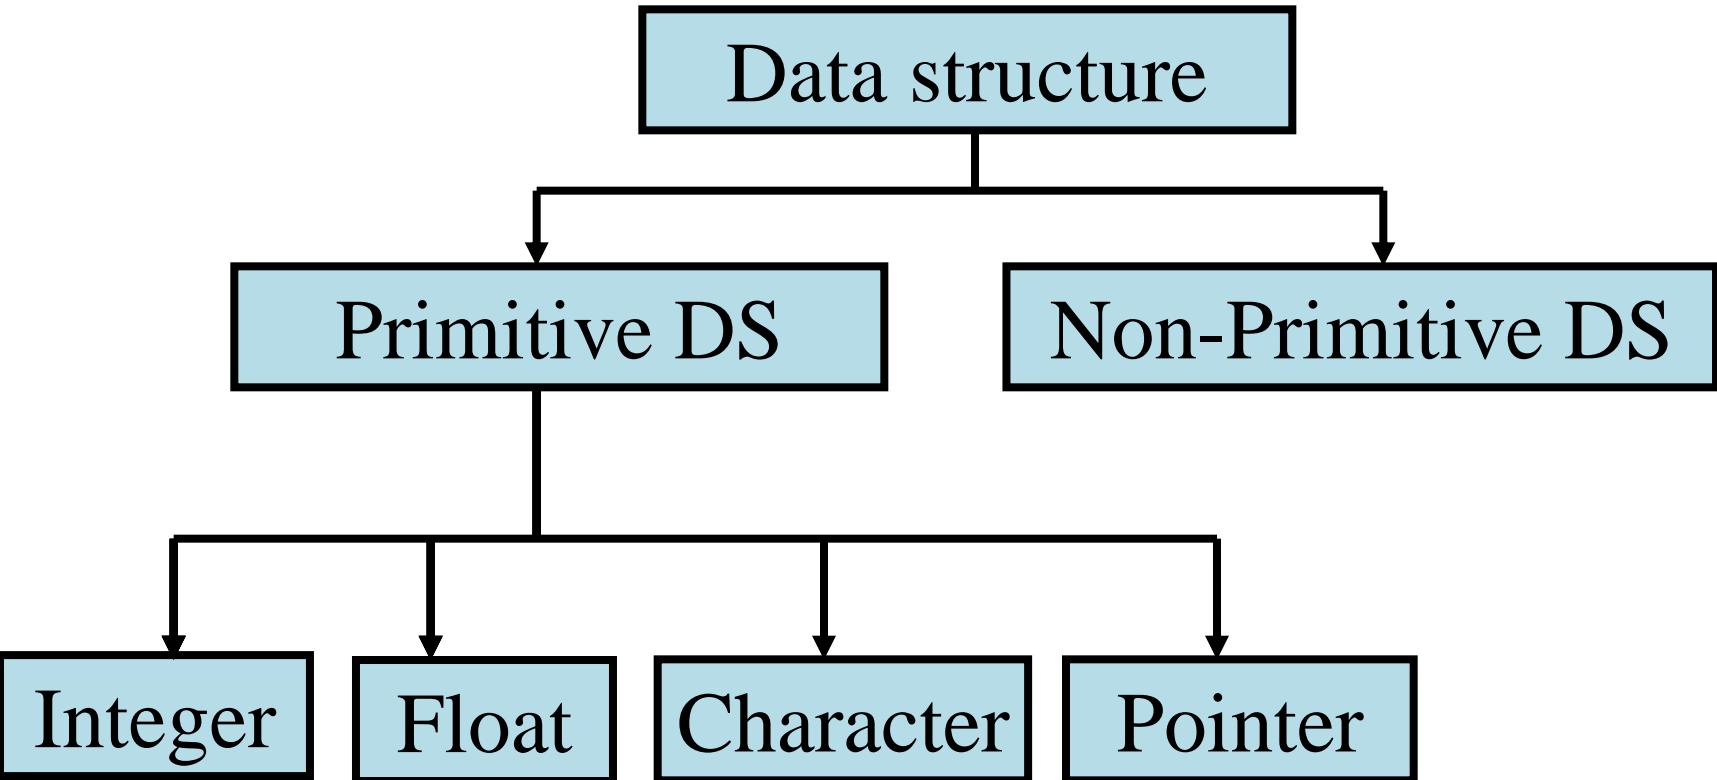 Data structure
Primitive DS
Non-Primitive DS
Integer
Float
Character
Pointer